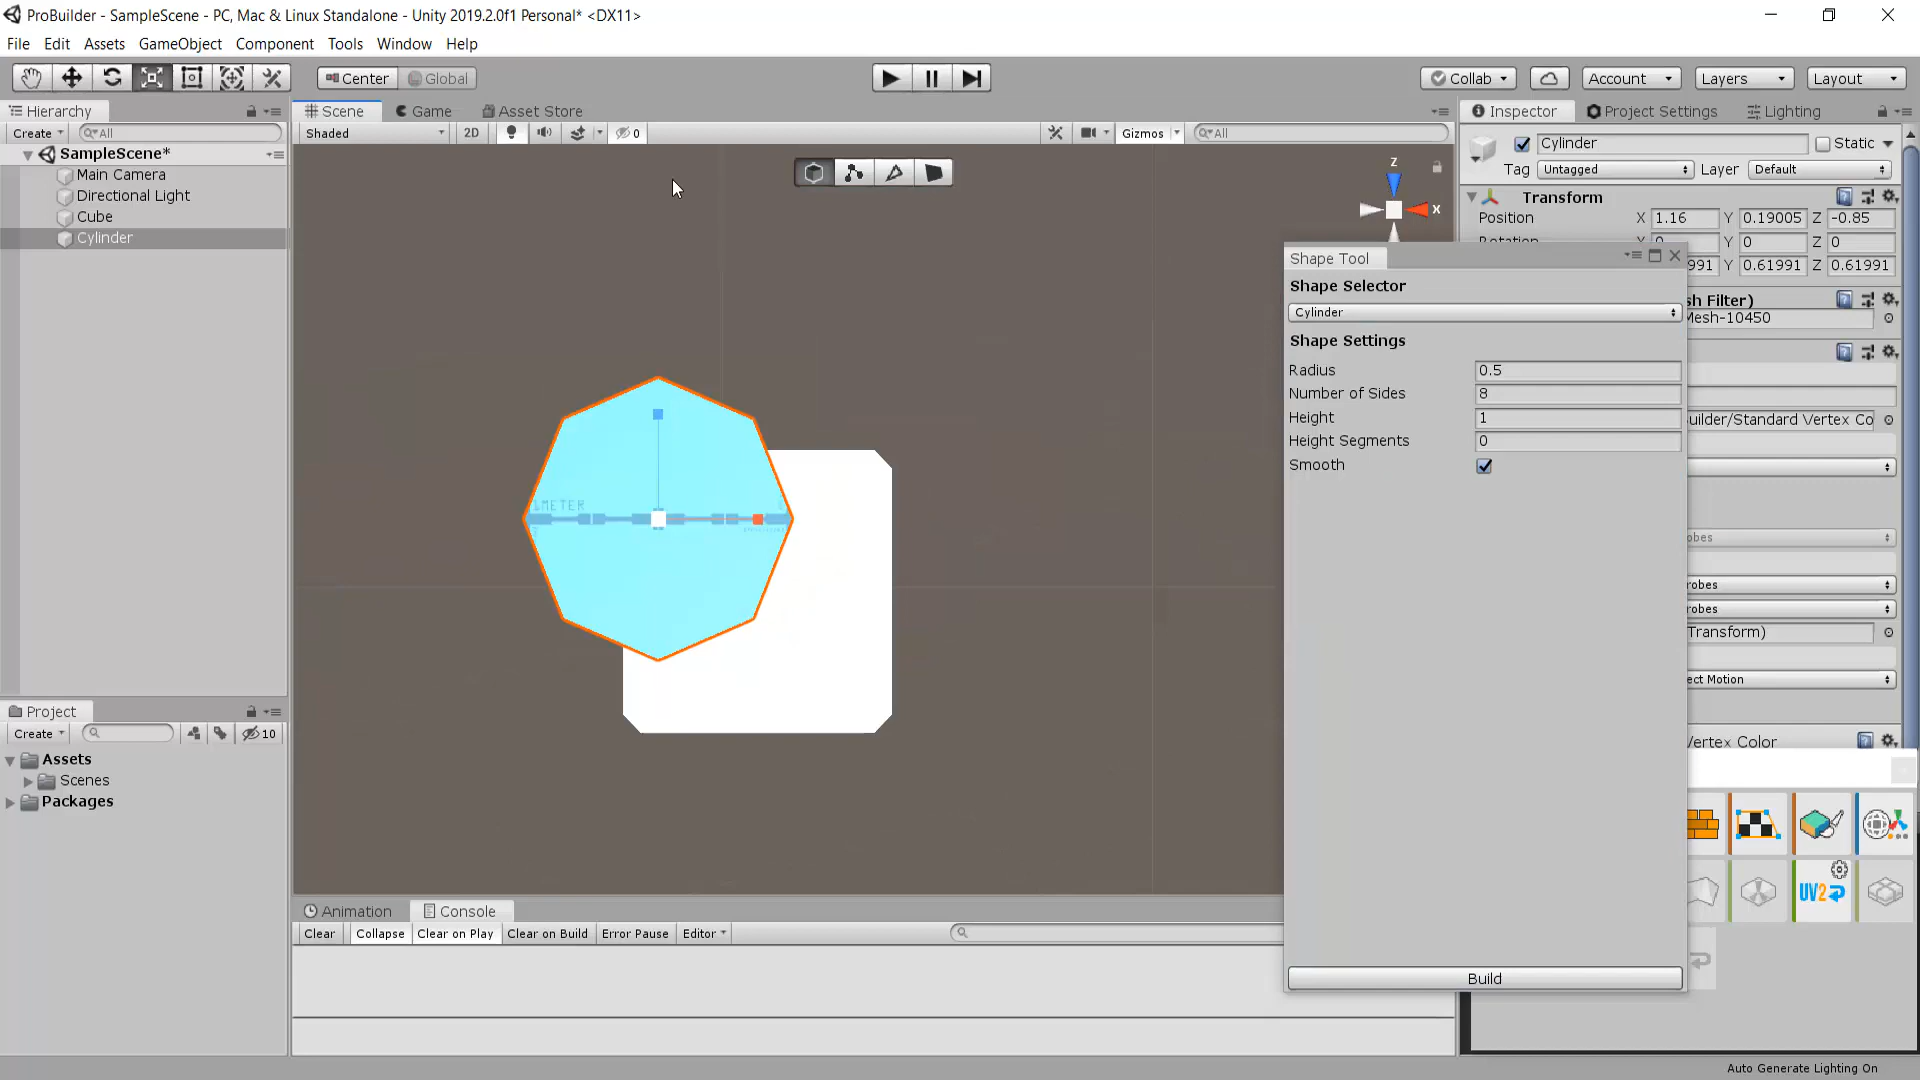 ProBuilder - SampleScene - PC, Mac & Linux Standalone - Unity 2019.2.0f1 Personal* <DX11>
File Edit Assets GameObject Component Tools Window Help
Center Global Collab Account Layers Layout
Hierarchy
Create All
SampleScene*
Main Camera
Directional Light
Cube
Cylinder
Scene Game Asset Store
Shaded 2D 0 Gizmos All
Z
X
1METER
Inspector Project Settings Lighting
Cylinder Static
Tag Untagged Layer Default
Transform
Position X 1.16 Y 0.19005 Z -0.85
Y 0 Z 0
991 Y 0.61991 Z 0.61991
sh Filter)
Mesh-10450
uilder/Standard Vertex Co
obes
robes
robes
Transform)
ect Motion
Vertex Color
UV2
Shape Tool
Shape Selector
Cylinder
Shape Settings
Radius 0.5
Number of Sides 8
Height 1
Height Segments 0
Smooth
Build
Project
Create 10
Assets
Scenes
Packages
Animation Console
Clear Collapse Clear on Play Clear on Build Error Pause Editor
Auto Generate Lighting On